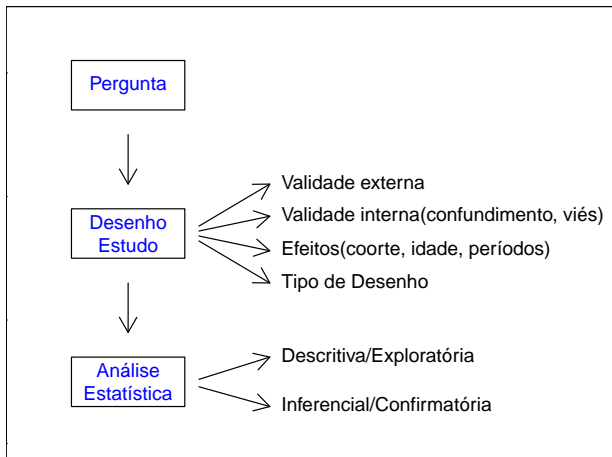 Pergunta
Desenho
Estudo
Validade externa
Validade interna(confundimento, viés)
Efeitos(coorte, idade, períodos)
Tipo de Desenho
Análise
Estatística
Descritiva/Exploratória
Inferencial/Confirmatória